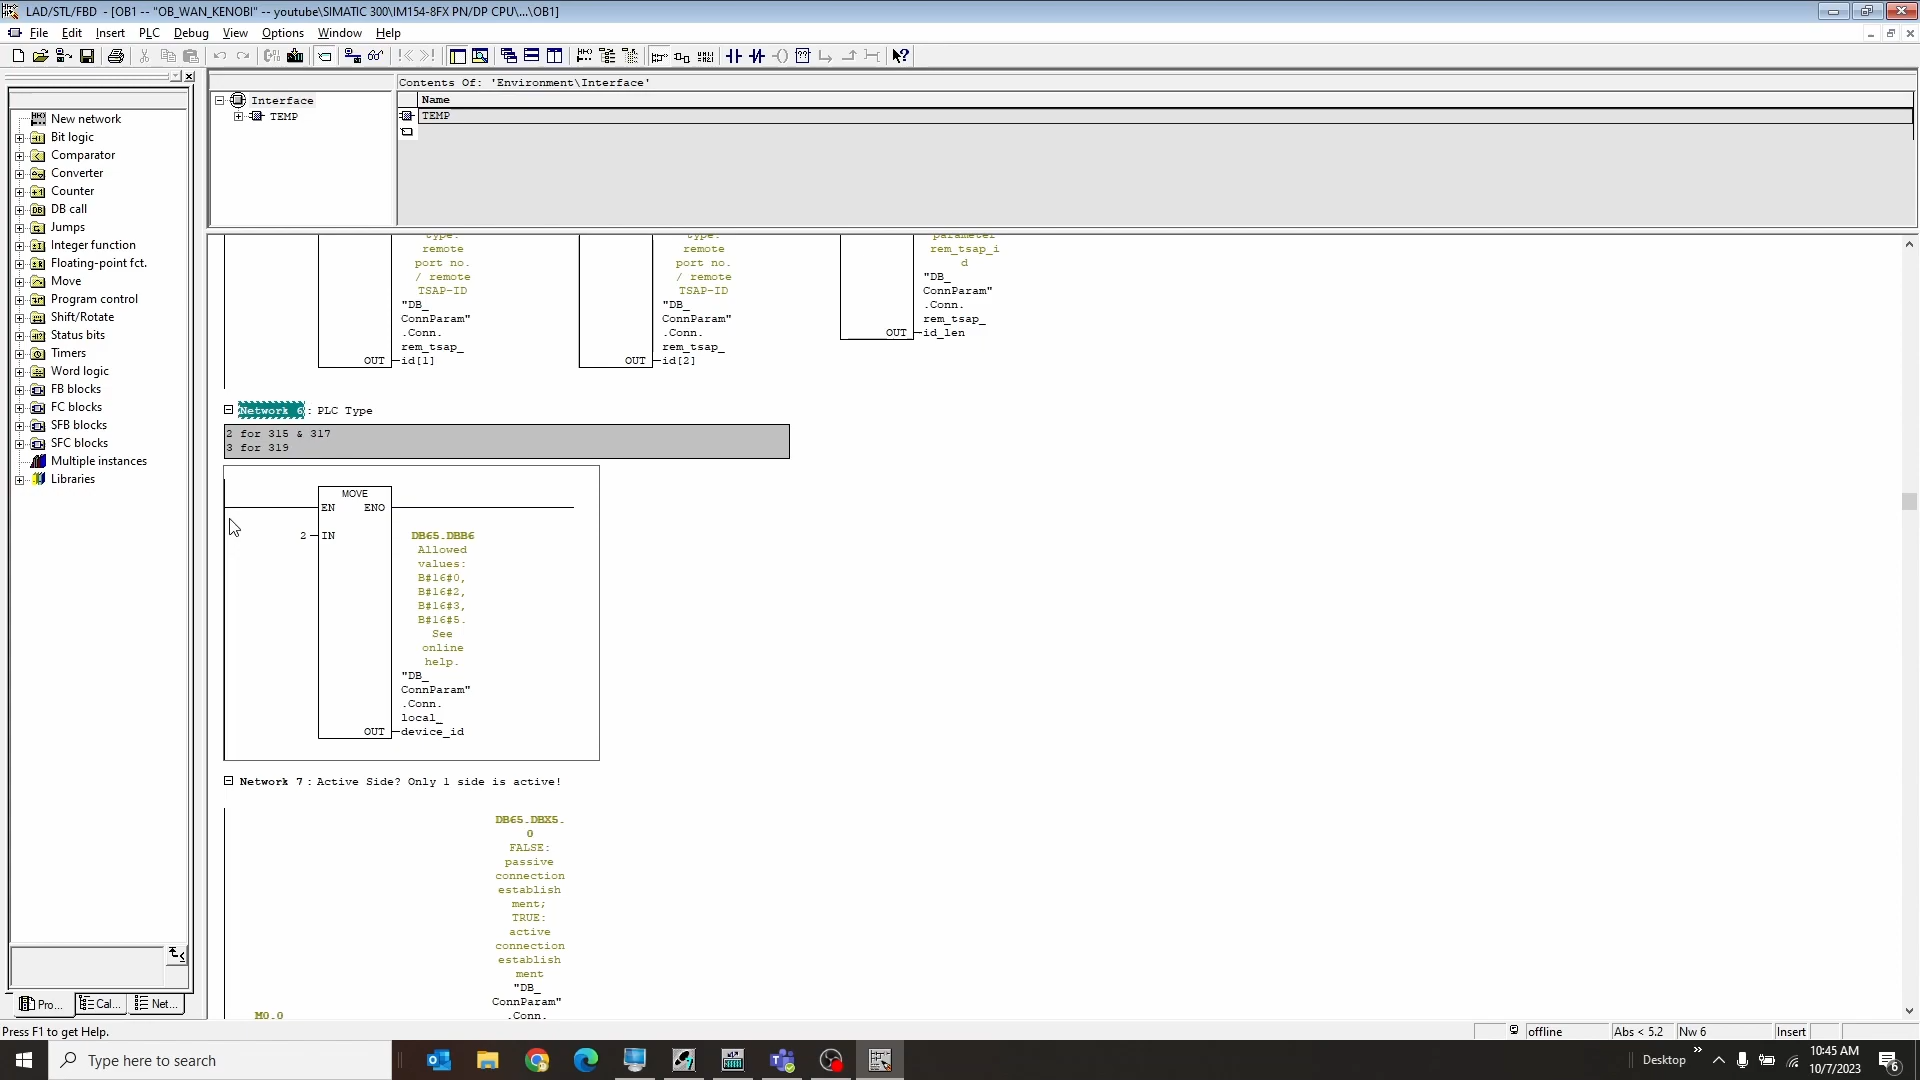 LAD/STL/FBD - [OB1 -- "OB_WAN_KENOBI" -- youtube\SIMATIC 300\IM154-8FX PN/DP CPU\...\OB1]
File Edit Insert PLC Debug View Options Window Help
New network
Bit logic
Comparator
Converter
Counter
DB call
Jumps
Integer function
Floating-point fct.
Move
Program control
Shift/Rotate
Status bits
Timers
Word logic
FB blocks
FC blocks
SFB blocks
SFC blocks
Multiple instances
Libraries
Pro... Cal... Net...
Interface
TEMP
Contents Of: 'Environment\Interface'
Name
TEMP
type:
remote
port no.
/ remote
TSAP-ID
"DB_
ConnParam"
.Conn.
rem_tsap_
OUT id[1]
type:
remote
port no.
/ remote
TSAP-ID
"DB_
ConnParam"
.Conn.
rem_tsap_
OUT id[2]
parameter
rem_tsap_i
d
"DB_
ConnParam"
.Conn.
rem_tsap_
OUT id_len
Network 6: PLC Type
2 for 315 & 317
3 for 319
MOVE
EN ENO
2 IN
DB65.DBB6
Allowed
values:
B#16#0,
B#16#2,
B#16#3,
B#16#5.
See
online
help.
"DB_
ConnParam"
.Conn.
local_
OUT device_id
Network 7: Active Side? Only 1 side is active!
DB65.DBX5.
0
FALSE:
passive
connection
establish
ment;
TRUE:
active
connection
establish
ment
"DB_
ConnParam"
M0.0 .Conn.
Press F1 to get Help.
offline Abs < 5.2 Nw 6 Insert
Type here to search
Desktop
10:45 AM
10/7/2023
6